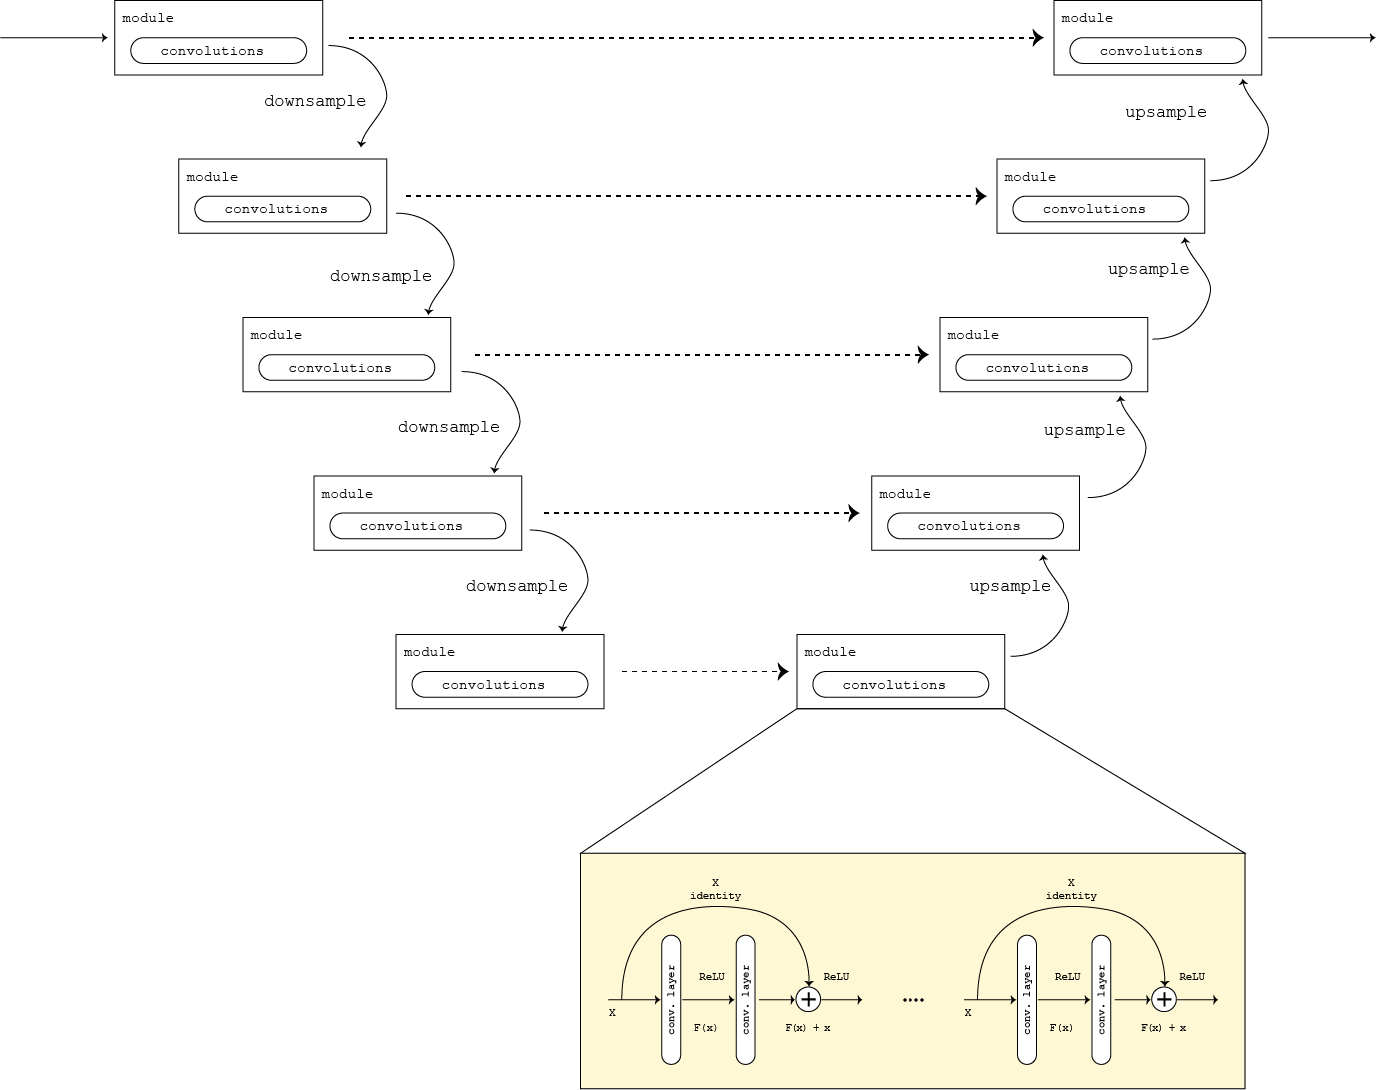 module
convolutions
module
convolutions
downsample
upsample
module
convolutions
module
convolutions
downsample
upsample
module
convolutions
module
convolutions
downsample
upsample
module
convolutions
module
convolutions
downsample
upsample
module
convolutions
module
convolutions
X
identity
X
identity
conv. layer
ReLU
conv. layer
ReLU
conv. layer
ReLU
conv. layer
ReLU
X
F(x)
F(x) + x
....
X
F(x)
F(x) + x